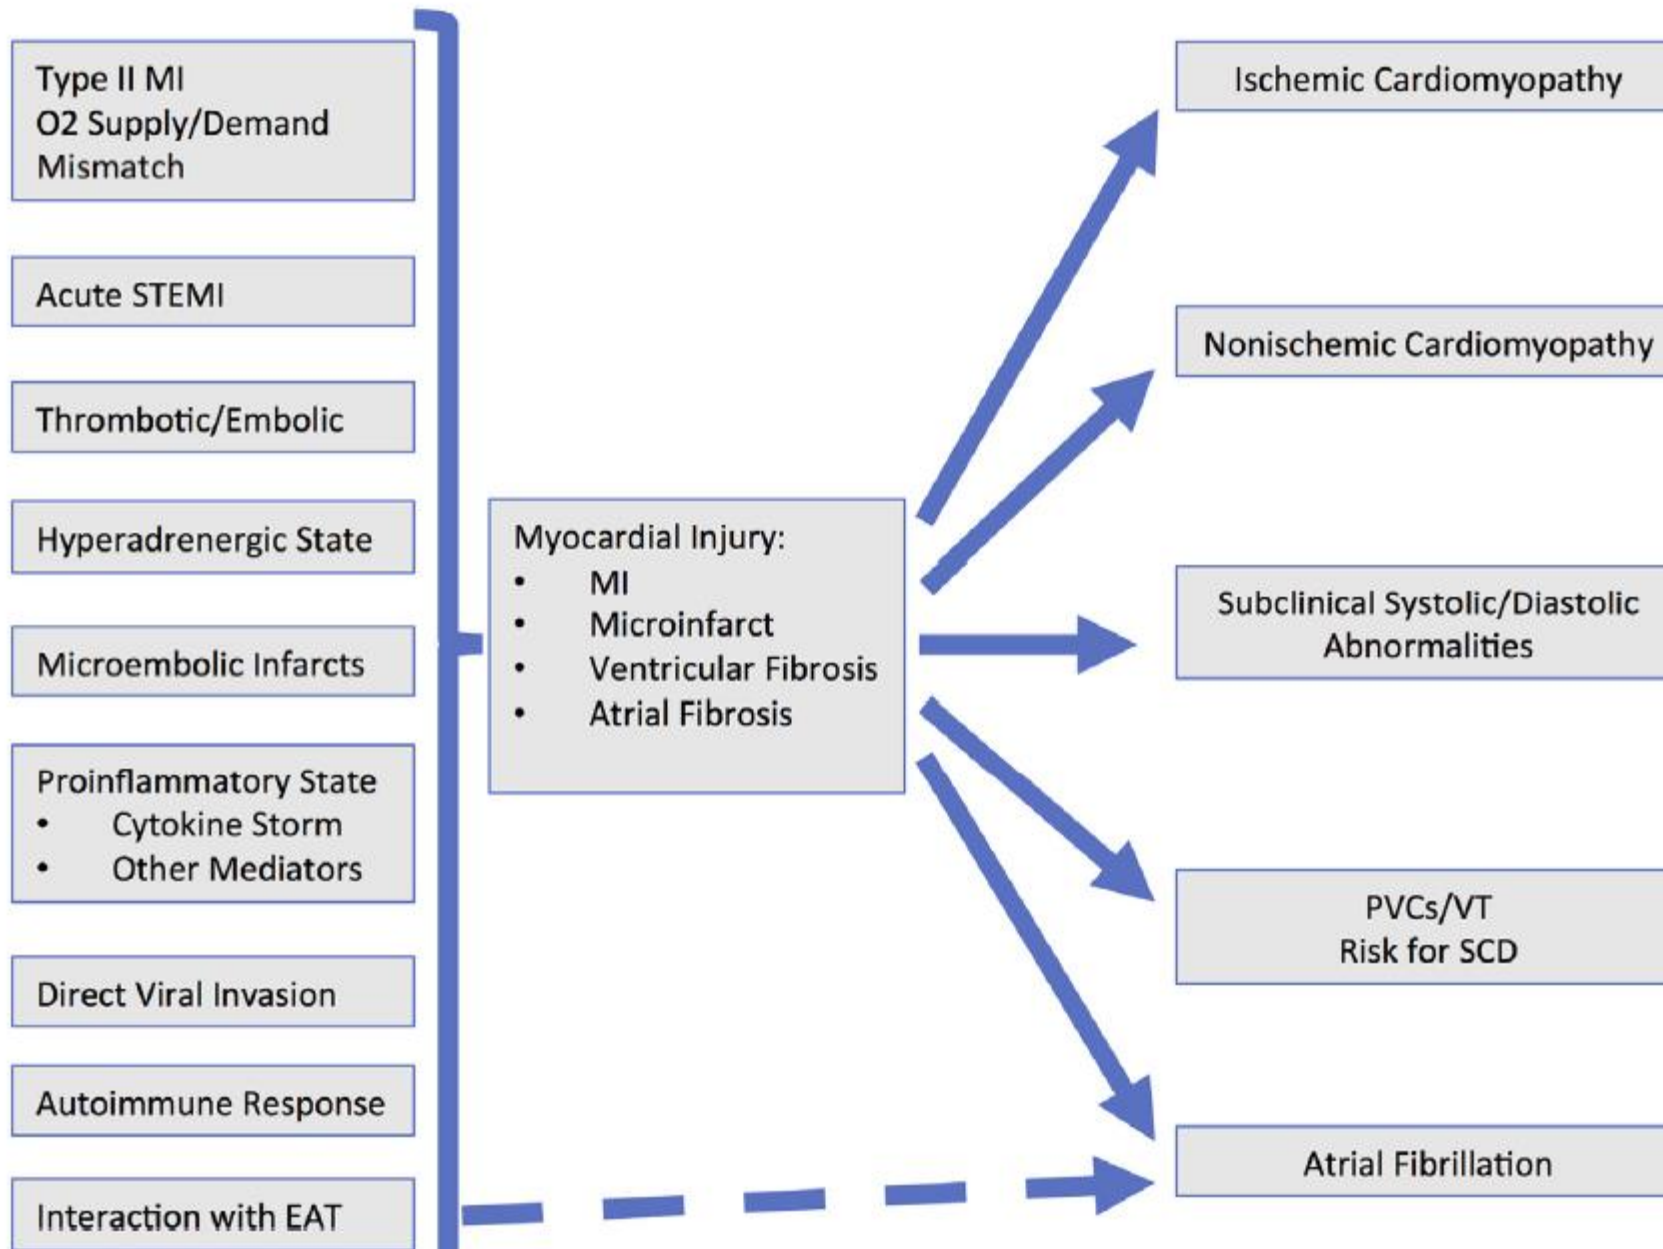 Type II MI
O2 Supply/Demand
Mismatch
Acute STEMI
Thrombotic/Embolic
Hyperadrenergic State
Microembolic Infarcts
Proinflammatory State
• Cytokine Storm
• Other Mediators
Direct Viral Invasion
Autoimmune Response
Interaction with EAT
Myocardial Injury:
• MI
• Microinfarct
• Ventricular Fibrosis
• Atrial Fibrosis
Ischemic Cardiomyopathy
Nonischemic Cardiomyopathy
Subclinical Systolic/Diastolic
Abnormalities
PVCs/VT
Risk for SCD
Atrial Fibrillation